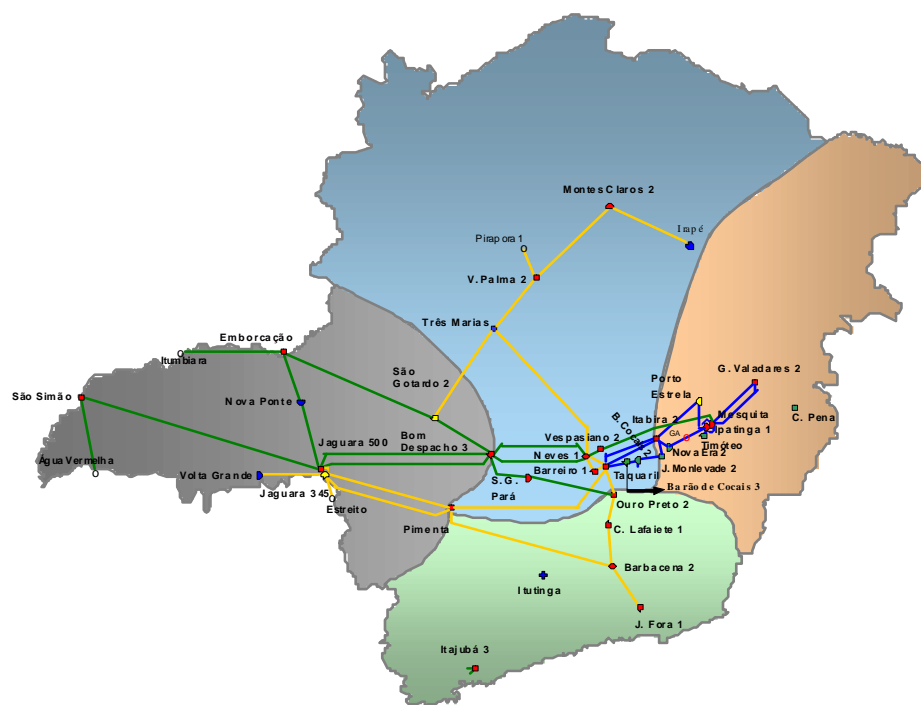 Montes Claros 2
Irapé
Pirapora 1
V. Palma 2
Três Marias
Emborcação
Itumbiara
São
Gotardo 2
São Simão
Nova Ponte
G. Valadares 2
Porto
Estrela
C. Pena
Itabira 2
Mesquita
GA
Ipatinga 1
Timóteo
B. Cocais 2
Jaguara 500
Bom
Despacho 3
Vespasiano 2
Neves 1
Nova Era 2
Água Vermelha
Volta Grande
Barreiro 1
Taquaril
J. Monlevade 2
S.G.
Pará
Jaguara 345
Barão de Cocais 3
Estreito
Ouro Preto 2
Pimenta
C. Lafaiete 1
Barbacena 2
Itutinga
J. Fora 1
Itajubá 3